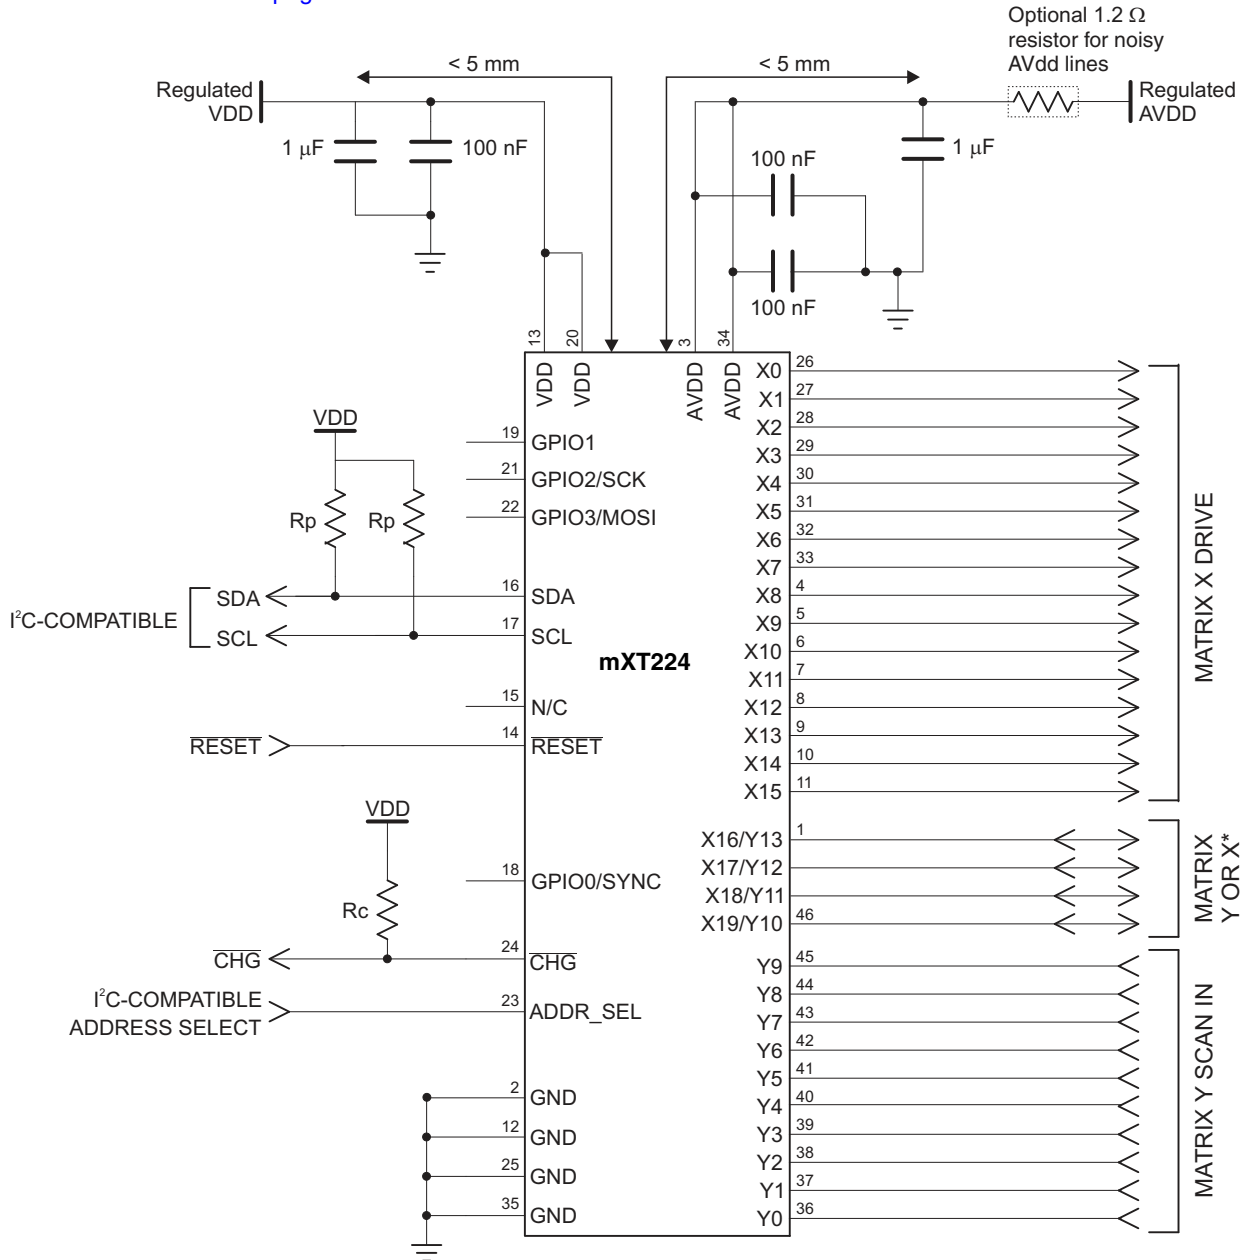 Optional 1.2 Ω
resistor for noisy
AVdd lines
< 5 mm
< 5 mm
Regulated
VDD
Regulated
AVDD
1 μF
100 nF
100 nF
1 μF
100 nF
13
20
3
34
VDD
VDD
AVDD
AVDD
X0
26
X1
27
X2
28
X3
29
X4
30
X5
31
X6
32
X7
33
X8
4
X9
5
X10
6
X11
7
X12
8
X13
9
X14
10
X15
11
MATRIX X DRIVE
VDD
Rp
Rp
19
GPIO1
21
GPIO2/SCK
22
GPIO3/MOSI
I²C-COMPATIBLE
SDA
16
SDA
SCL
17
SCL
mXT224
15
N/C
RESET
14
RESET
VDD
Rc
18
GPIO0/SYNC
CHG
24
CHG
I²C-COMPATIBLE
ADDRESS SELECT
23
ADDR_SEL
2
GND
12
GND
25
GND
35
GND
X16/Y13
1
X17/Y12
X18/Y11
X19/Y10
46
MATRIX
Y OR X*
Y9
45
Y8
44
Y7
43
Y6
42
Y5
41
Y4
40
Y3
39
Y2
38
Y1
37
Y0
36
MATRIX Y SCAN IN